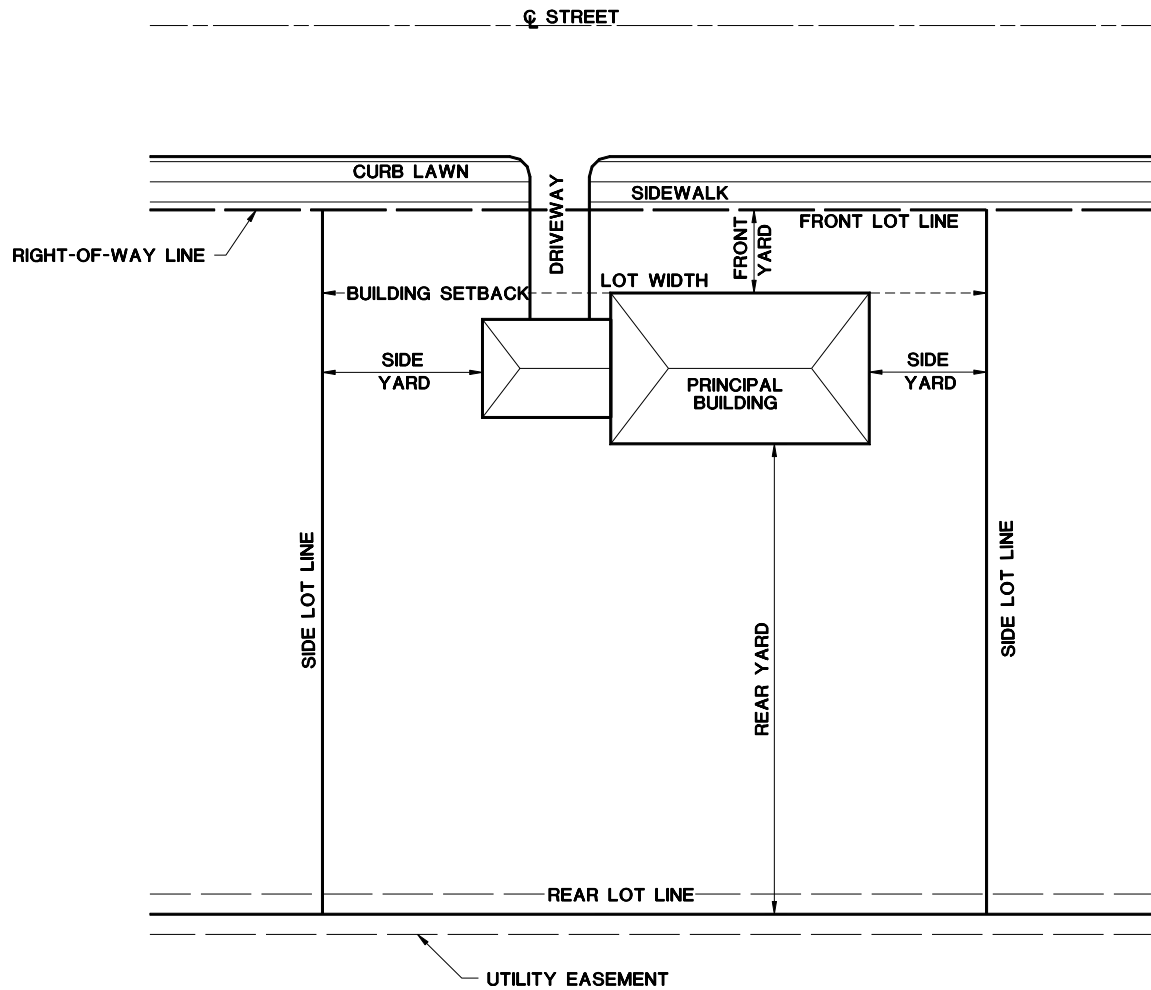 ℄ STREET
CURB LAWN
SIDEWALK
DRIVEWAY
FRONT LOT LINE
RIGHT-OF-WAY LINE
FRONT
YARD
LOT WIDTH
BUILDING SETBACK
SIDE
YARD
PRINCIPAL
BUILDING
SIDE
YARD
SIDE LOT LINE
REAR YARD
SIDE LOT LINE
REAR LOT LINE
UTILITY EASEMENT